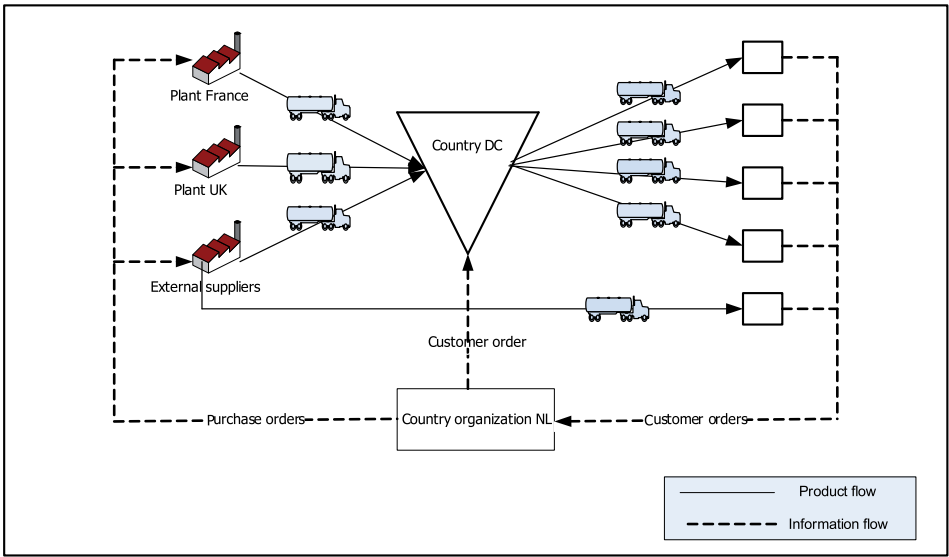 Plant France
Country DC
Plant UK
External suppliers
Customer order
Purchase orders
Country organization NL
Customer orders
Product flow
Information flow